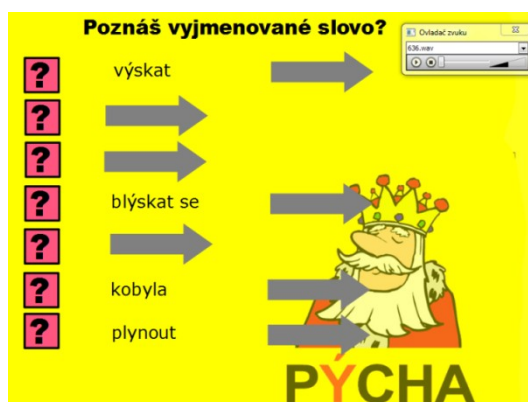 Poznáš vyjmenované slovo?
Ovladač zvuku
636.wav
? výskat
?
?
? blýskat se
?
? kobyla
? plynout
PÝCHA